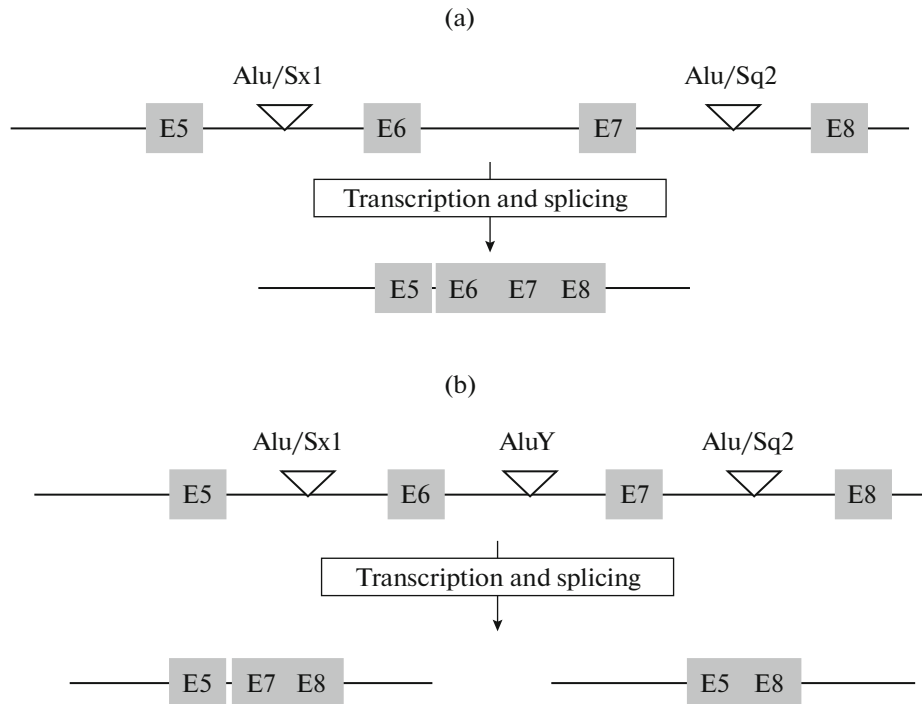 (a)
Alu/Sx1 Alu/Sq2
E5 E6 E7 E8
Transcription and splicing
E5 E6 E7 E8
(b)
Alu/Sx1 AluY Alu/Sq2
E5 E6 E7 E8
Transcription and splicing
E5 E7 E8 E5 E8